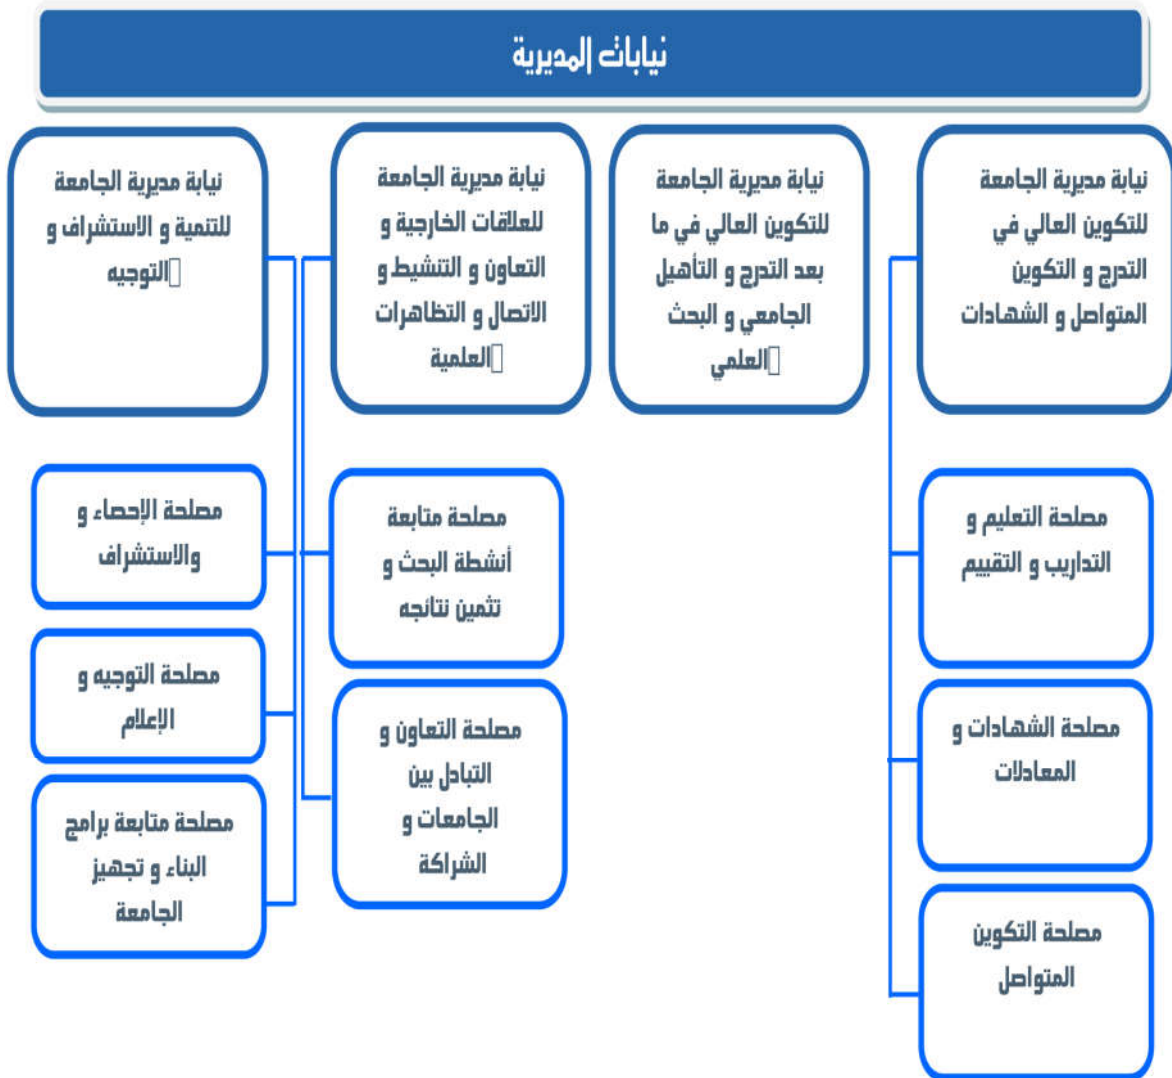 نيابات المديرية
نيابة مديرية الجامعة
للتكوين العالي في
التدرج و التكوين
المتواصل و الشهادات
نيابة مديرية الجامعة
للتكوين العالي في ما
بعد التدرج و التأهيل
الجامعي و البحث
العلمي
نيابة مديرية الجامعة
للعلاقات الخارجية و
التعاون و التنشيط و
الاتصال و التظاهرات
العلمية
نيابة مديرية الجامعة
للتنمية و الاستشراف و
التوجيه
مصلحة التعليم و
التداريب و التقييم
مصلحة الشهادات و
المعادلات
مصلحة التكوين
المتواصل
مصلحة متابعة
أنشطة البحث و
تثمين نتائجه
مصلحة التعاون و
التبادل بين
الجامعات و
الشراكة
مصلحة الإحصاء و
والاستشراف
مصلحة التوجيه و
الإعلام
مصلحة متابعة برامج
البناء و تجهيز
الجامعة